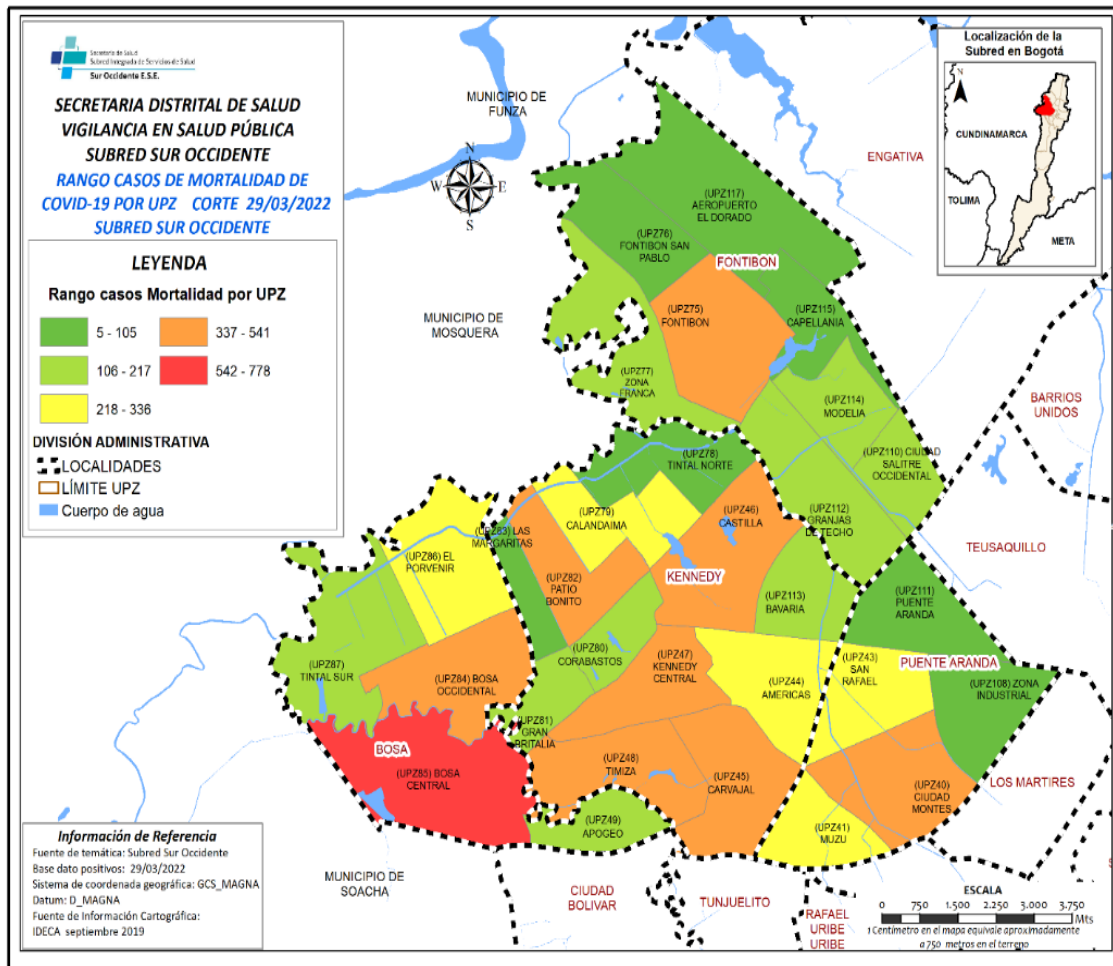 Secretaría de Salud
Subred Integrada de Servicios de Salud
Sur Occidente E.S.E.
SECRETARIA DISTRITAL DE SALUD
VIGILANCIA EN SALUD PÚBLICA
SUBRED SUR OCCIDENTE
RANGO CASOS DE MORTALIDAD DE
COVID-19 POR UPZ CORTE 29/03/2022
SUBRED SUR OCCIDENTE
LEYENDA
Rango casos Mortalidad por UPZ
5 - 105
337 - 541
106 - 217
542 - 778
218 - 336
DIVISIÓN ADMINISTRATIVA
LOCALIDADES
LÍMITE UPZ
Cuerpo de agua
Localización de la
Subred en Bogotá
N
CUNDINAMARCA
TOLIMA
META
N
W E
S
MUNICIPIO DE
FUNZA
ENGATIVA
(UPZ117)
AEROPUERTO
EL DORADO
(UPZ76)
FONTIBON SAN
PABLO
FONTIBON
(UPZ75)
FONTIBON
(UPZ115)
CAPELLANIA
MUNICIPIO DE
MOSQUERA
(UPZ77)
ZONA
FRANCA
(UPZ114)
MODELIA
BARRIOS
UNIDOS
(UPZ110) CIUDAD
SALITRE
OCCIDENTAL
(UPZ78)
TINTAL NORTE
(UPZ79)
CALANDAIMA
(UPZ46)
CASTILLA
(UPZ112)
GRANJAS
DE TECHO
(UPZ83) LAS
MARGARITAS
TEUSAQUILLO
(UPZ86) EL
PORVENIR
(UPZ82)
PATIO
BONITO
KENNEDY
(UPZ113)
BAVARIA
(UPZ111)
PUENTE
ARANDA
(UPZ80)
CORABASTOS
(UPZ47)
KENNEDY
CENTRAL
(UPZ43)
SAN
RAFAEL
PUENTE ARANDA
(UPZ87)
TINTAL SUR
(UPZ84) BOSA
OCCIDENTAL
(UPZ44)
AMERICAS
(UPZ108) ZONA
INDUSTRIAL
(UPZ81)
GRAN
BRITALIA
BOSA
(UPZ85) BOSA
CENTRAL
(UPZ48)
TIMIZA
(UPZ45)
CARVAJAL
(UPZ40)
CIUDAD
MONTES
LOS MARTIRES
(UPZ49)
APOGEO
(UPZ41)
MUZU
MUNICIPIO DE
SOACHA
CIUDAD
BOLIVAR
TUNJUELITO
RAFAEL
URIBE
URIBE
Información de Referencia
Fuente de temática: Subred Sur Occidente
Base dato positivos: 29/03/2022
Sistema de coordenada geográfica: GCS_MAGNA
Datum: D_MAGNA
Fuente de Información Cartográfica:
IDECA septiembre 2019
ESCALA
0 750 1.500 2.250 3.000 3.750
Mts
1 Centímetro en el mapa equivale aproximadamente
a 750 metros en el terreno